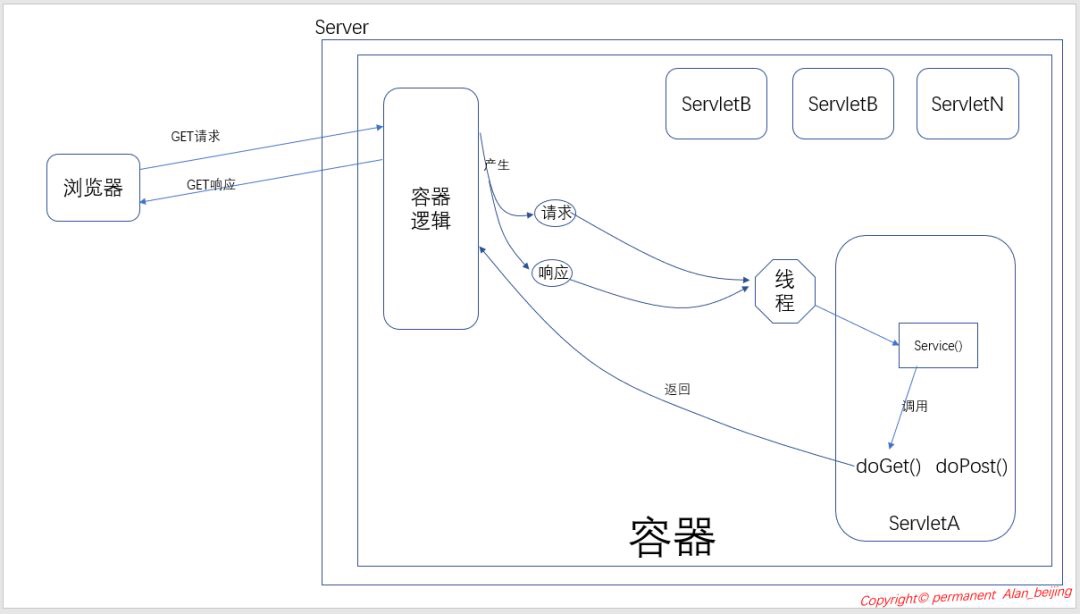 Server
ServletB
ServletB
ServletN
GET请求
浏览器
GET响应
容器
逻辑
产生
请求
响应
线
程
Service()
返回
调用
doGet() doPost()
ServletA
容器
Copyright© permanent Alan_beijing